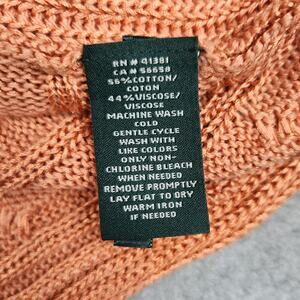 RN # 41381
CA # 56658
56% COTTON/
COTON
44% VISCOSE/
VISCOSE
MACHINE WASH
COLD
GENTLE CYCLE
WASH WITH
LIKE COLORS
ONLY NON-
CHLORINE BLEACH
WHEN NEEDED
REMOVE PROMPTLY
LAY FLAT TO DRY
WARM IRON
IF NEEDED